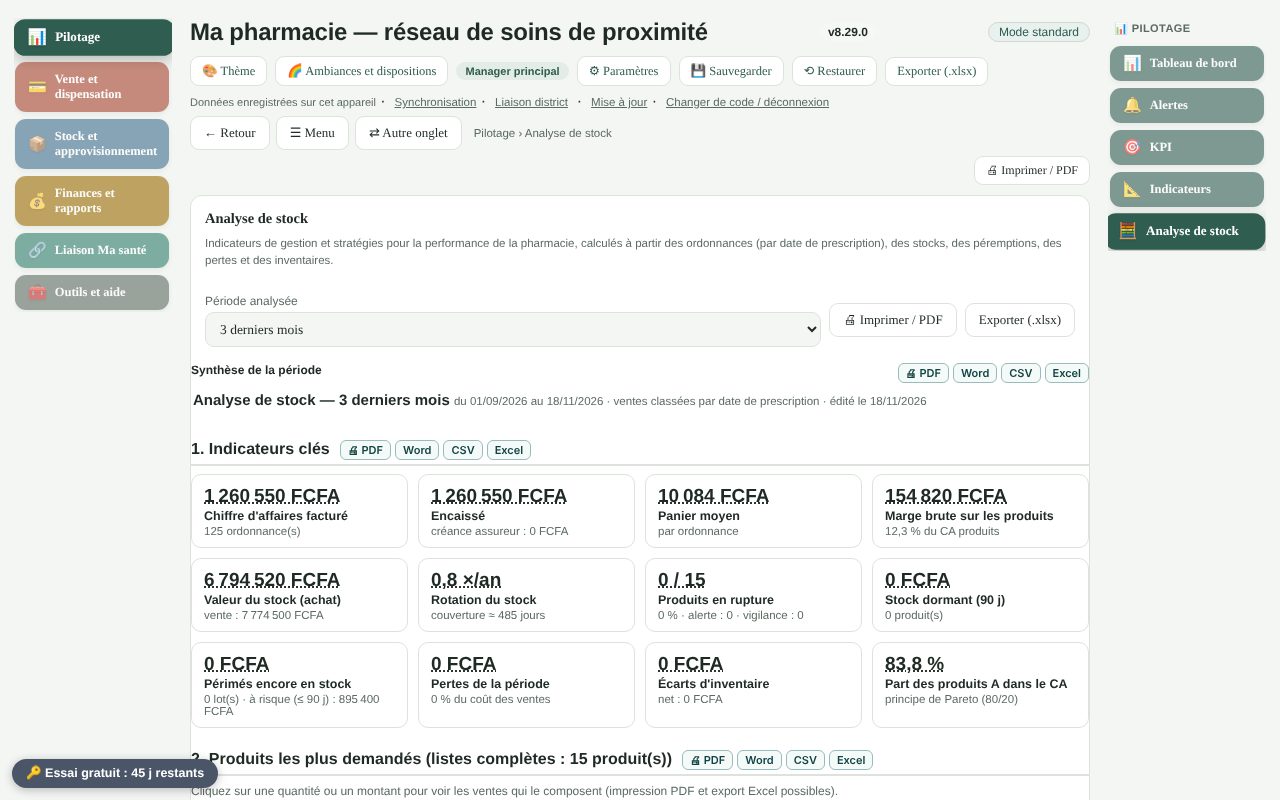 Pilotage
Vente et
dispensation
Stock et
approvisionnement
Finances et
rapports
Liaison Ma santé
Outils et aide
Ma pharmacie — réseau de soins de proximité
v8.29.0
Mode standard
Thème
Ambiances et dispositions
Manager principal
Paramètres
Sauvegarder
Restaurer
Exporter (.xlsx)
Données enregistrées sur cet appareil · Synchronisation · Liaison district · Mise à jour · Changer de code / déconnexion
← Retour
☰ Menu
⇄ Autre onglet
Pilotage › Analyse de stock
Imprimer / PDF
Analyse de stock
Indicateurs de gestion et stratégies pour la performance de la pharmacie, calculés à partir des ordonnances (par date de prescription), des stocks, des péremptions, des
pertes et des inventaires.
Période analysée
3 derniers mois
Imprimer / PDF
Exporter (.xlsx)
Synthèse de la période
PDF Word CSV Excel
Analyse de stock — 3 derniers mois du 01/09/2026 au 18/11/2026 · ventes classées par date de prescription · édité le 18/11/2026
1. Indicateurs clés
PDF Word CSV Excel
1 260 550 FCFA
Chiffre d'affaires facturé
125 ordonnance(s)
1 260 550 FCFA
Encaissé
créance assureur : 0 FCFA
10 084 FCFA
Panier moyen
par ordonnance
154 820 FCFA
Marge brute sur les produits
12,3 % du CA produits
6 794 520 FCFA
Valeur du stock (achat)
vente : 7 774 500 FCFA
0,8 ×/an
Rotation du stock
couverture ≈ 485 jours
0 / 15
Produits en rupture
0 % · alerte : 0 · vigilance : 0
0 FCFA
Stock dormant (90 j)
0 produit(s)
0 FCFA
Périmés encore en stock
0 lot(s) · à risque (≤ 90 j) : 895 400
FCFA
0 FCFA
Pertes de la période
0 % du coût des ventes
0 FCFA
Écarts d'inventaire
net : 0 FCFA
83,8 %
Part des produits A dans le CA
principe de Pareto (80/20)
2. Produits les plus demandés (listes complètes : 15 produit(s))
PDF Word CSV Excel
Cliquez sur une quantité ou un montant pour voir les ventes qui le composent (impression PDF et export Excel possibles).
Essai gratuit : 45 j restants
PILOTAGE
Tableau de bord
Alertes
KPI
Indicateurs
Analyse de stock